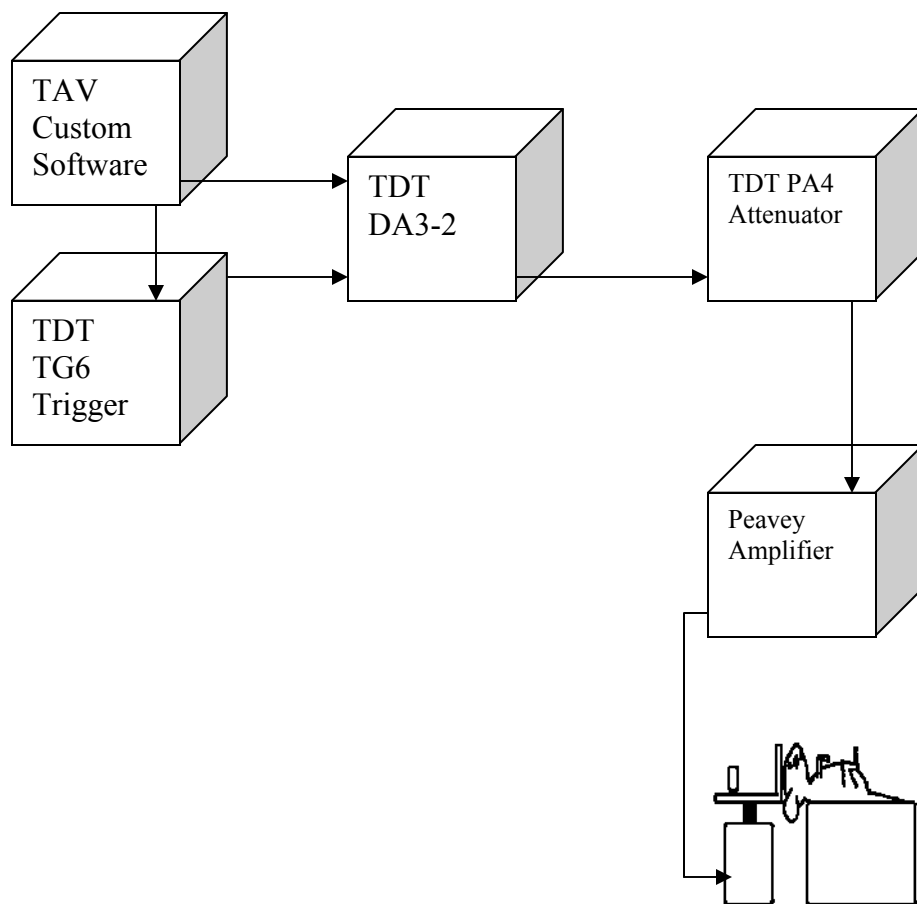 TAV
Custom
Software
TDT
DA3-2
TDT PA4
Attenuator
TDT
TG6
Trigger
Peavey
Amplifier